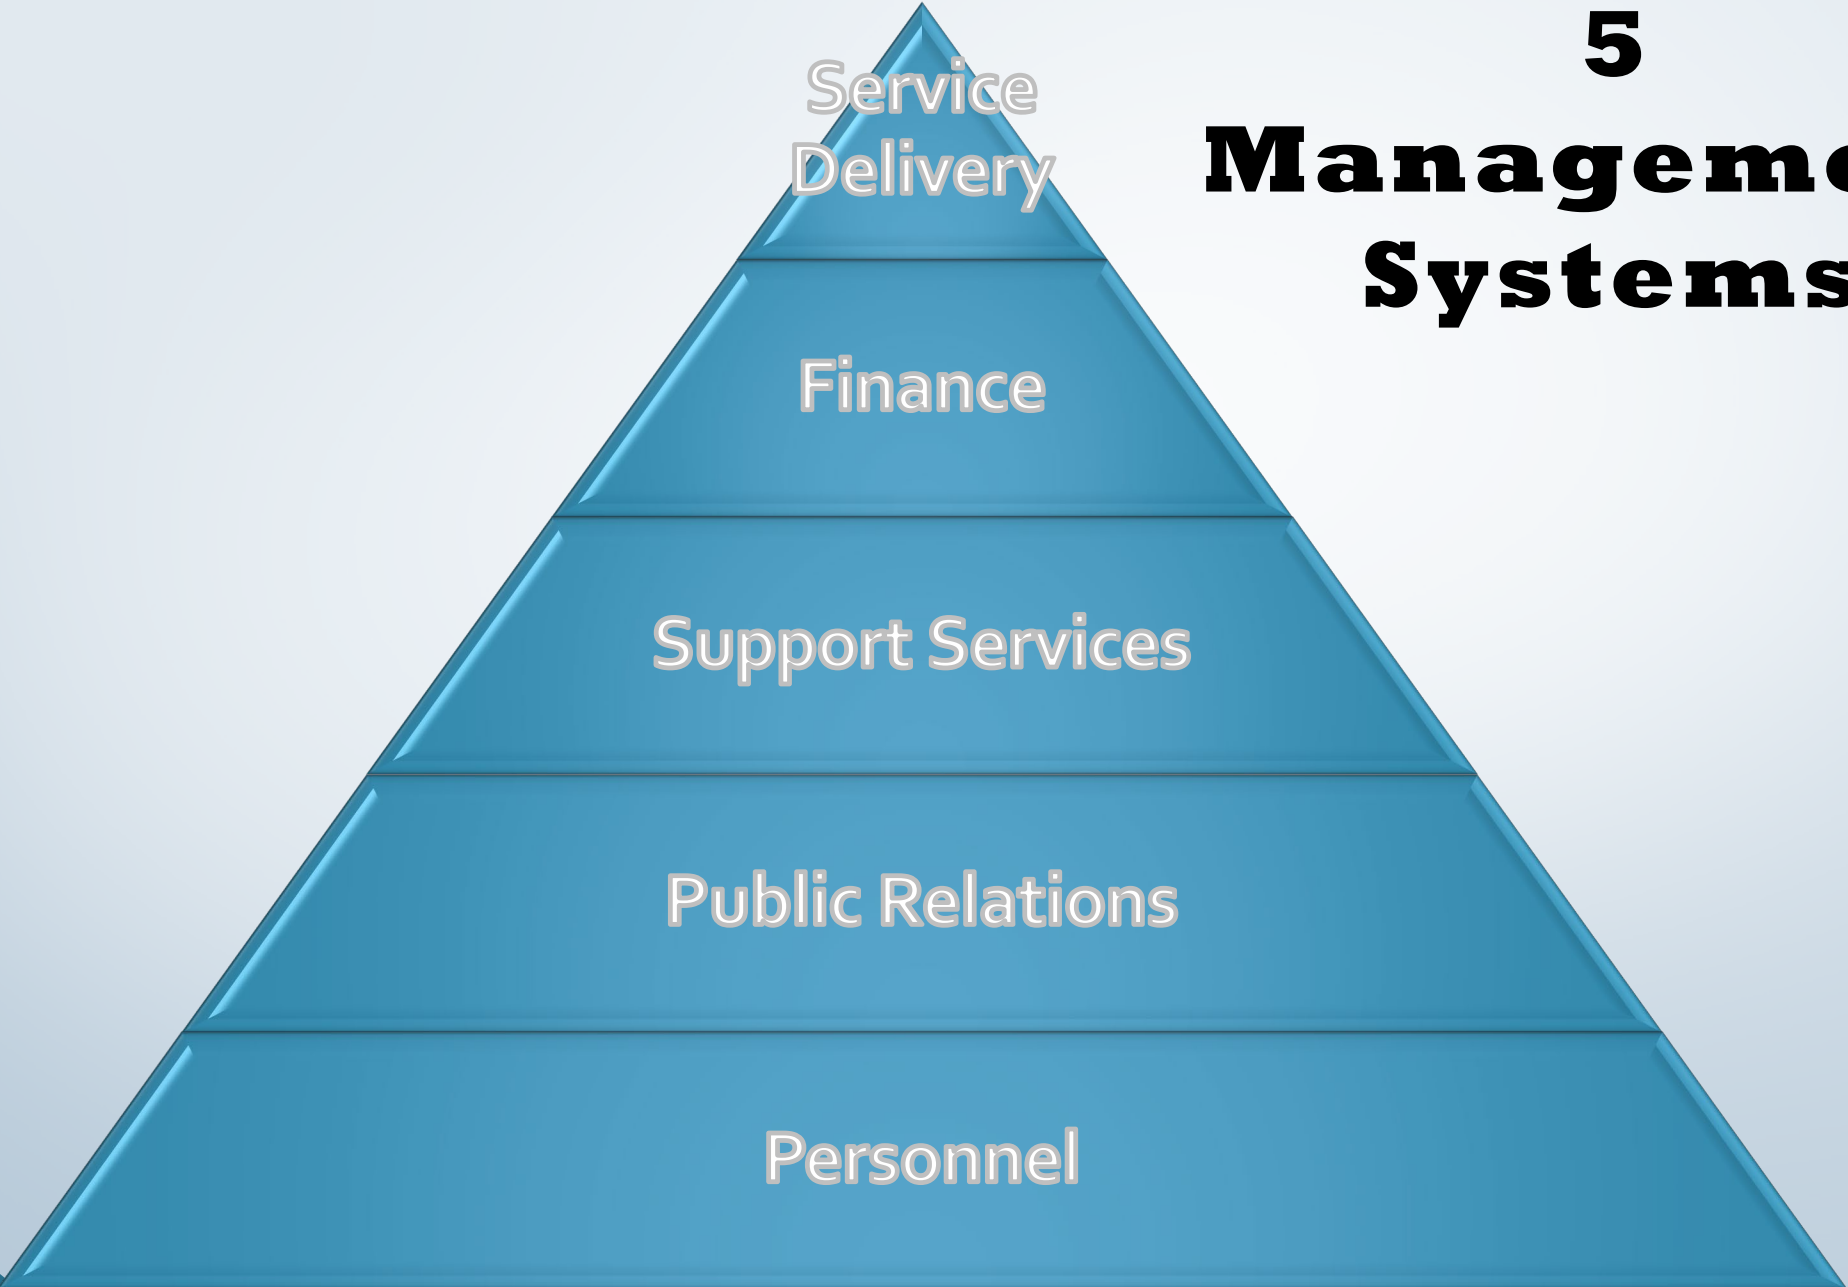 5
Manageme
Systems
Service
Delivery
Finance
Support Services
Public Relations
Personnel